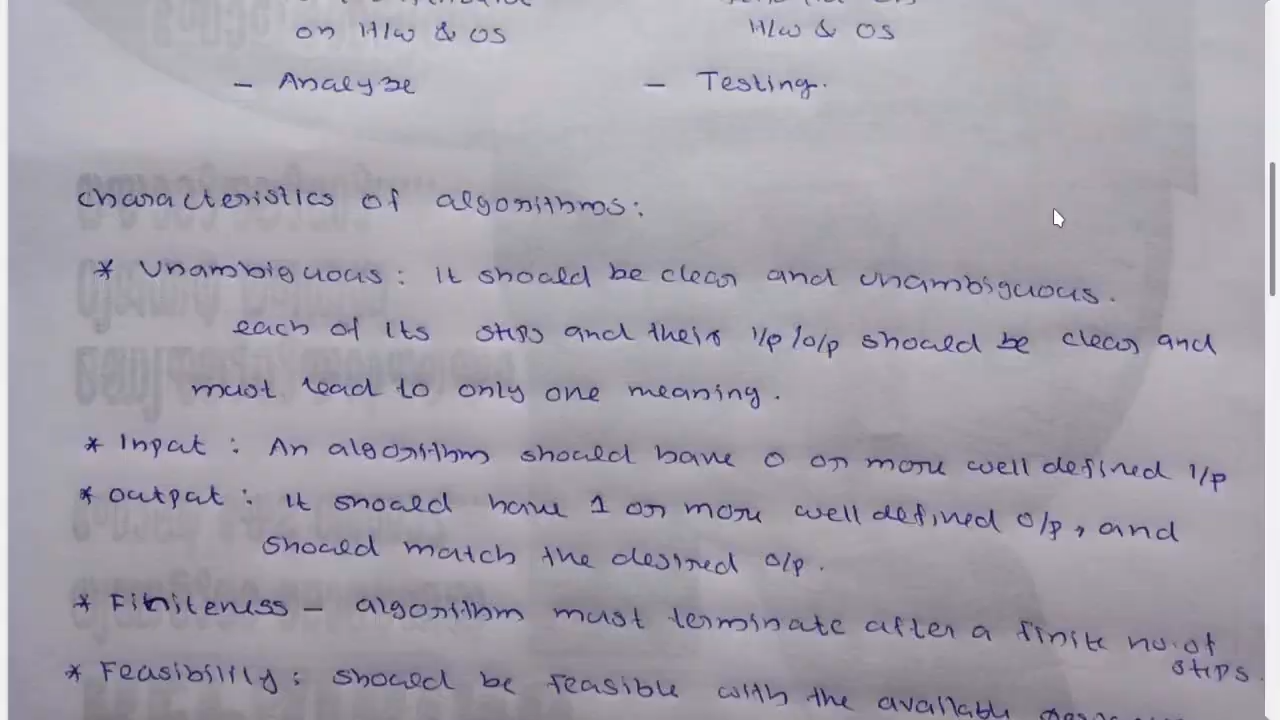 on H/w & OS H/w & OS
- Analyze - Testing.
Characteristics of algorithms:
* Unambiguous: it should be clear and unambiguous.
each of its steps and their i/p /o/p should be clear and
must lead to only one meaning.
* Input: An algorithm should have 0 or more well defined i/p
* Output: it should have 1 or more well defined o/p, and
should match the desired o/p.
* Finiteness - algorithm must terminate after a finite no. of
steps.
* Feasibility: should be feasible with the available